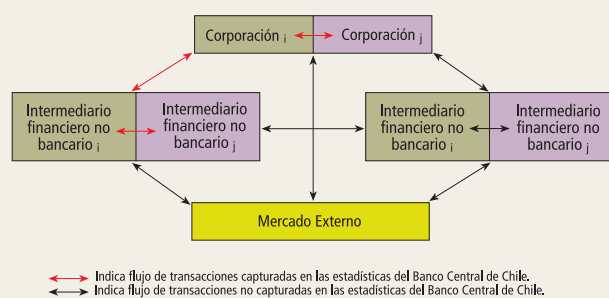 Corporación i
Corporación j
Intermediario
financiero no
bancario i
Intermediario
financiero no
bancario j
Intermediario
financiero no
bancario i
Intermediario
financiero no
bancario j
Mercado Externo
Indica flujo de transacciones capturadas en las estadísticas del Banco Central de Chile.
Indica flujo de transacciones no capturadas en las estadísticas del Banco Central de Chile.